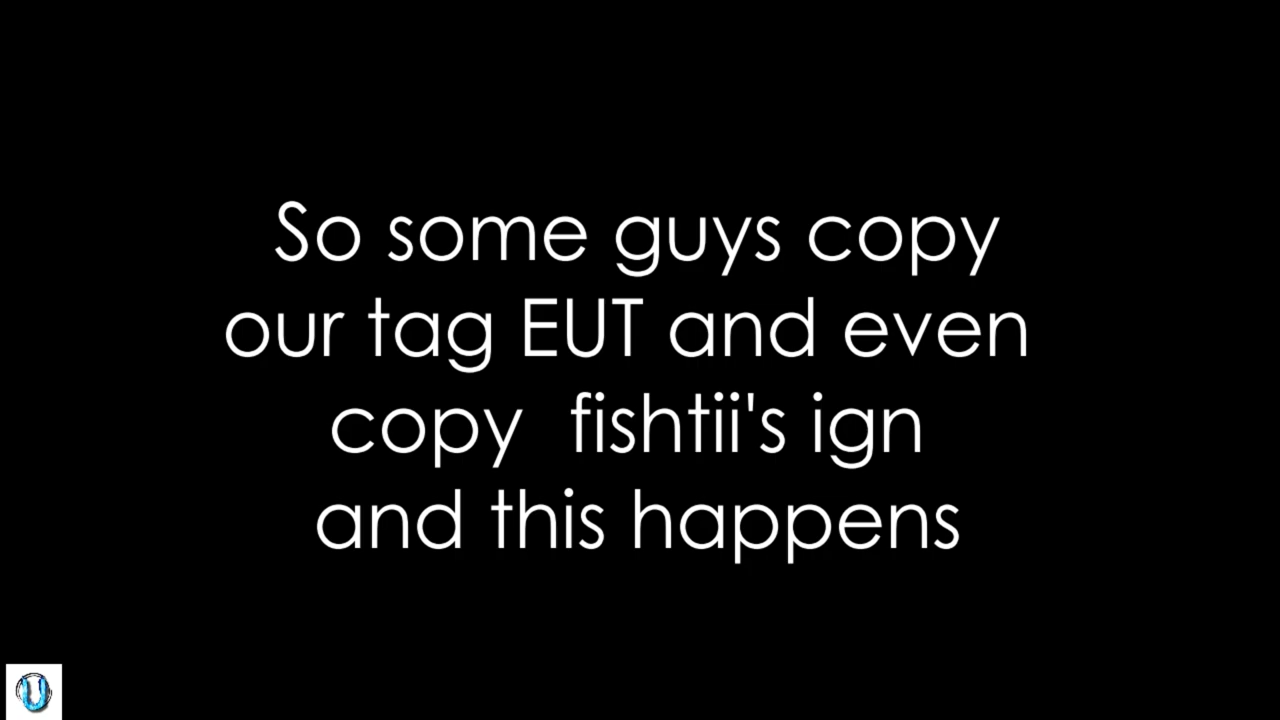 So some guys copy
our tag EUT and even
copy  fishtii's ign
and this happens
U